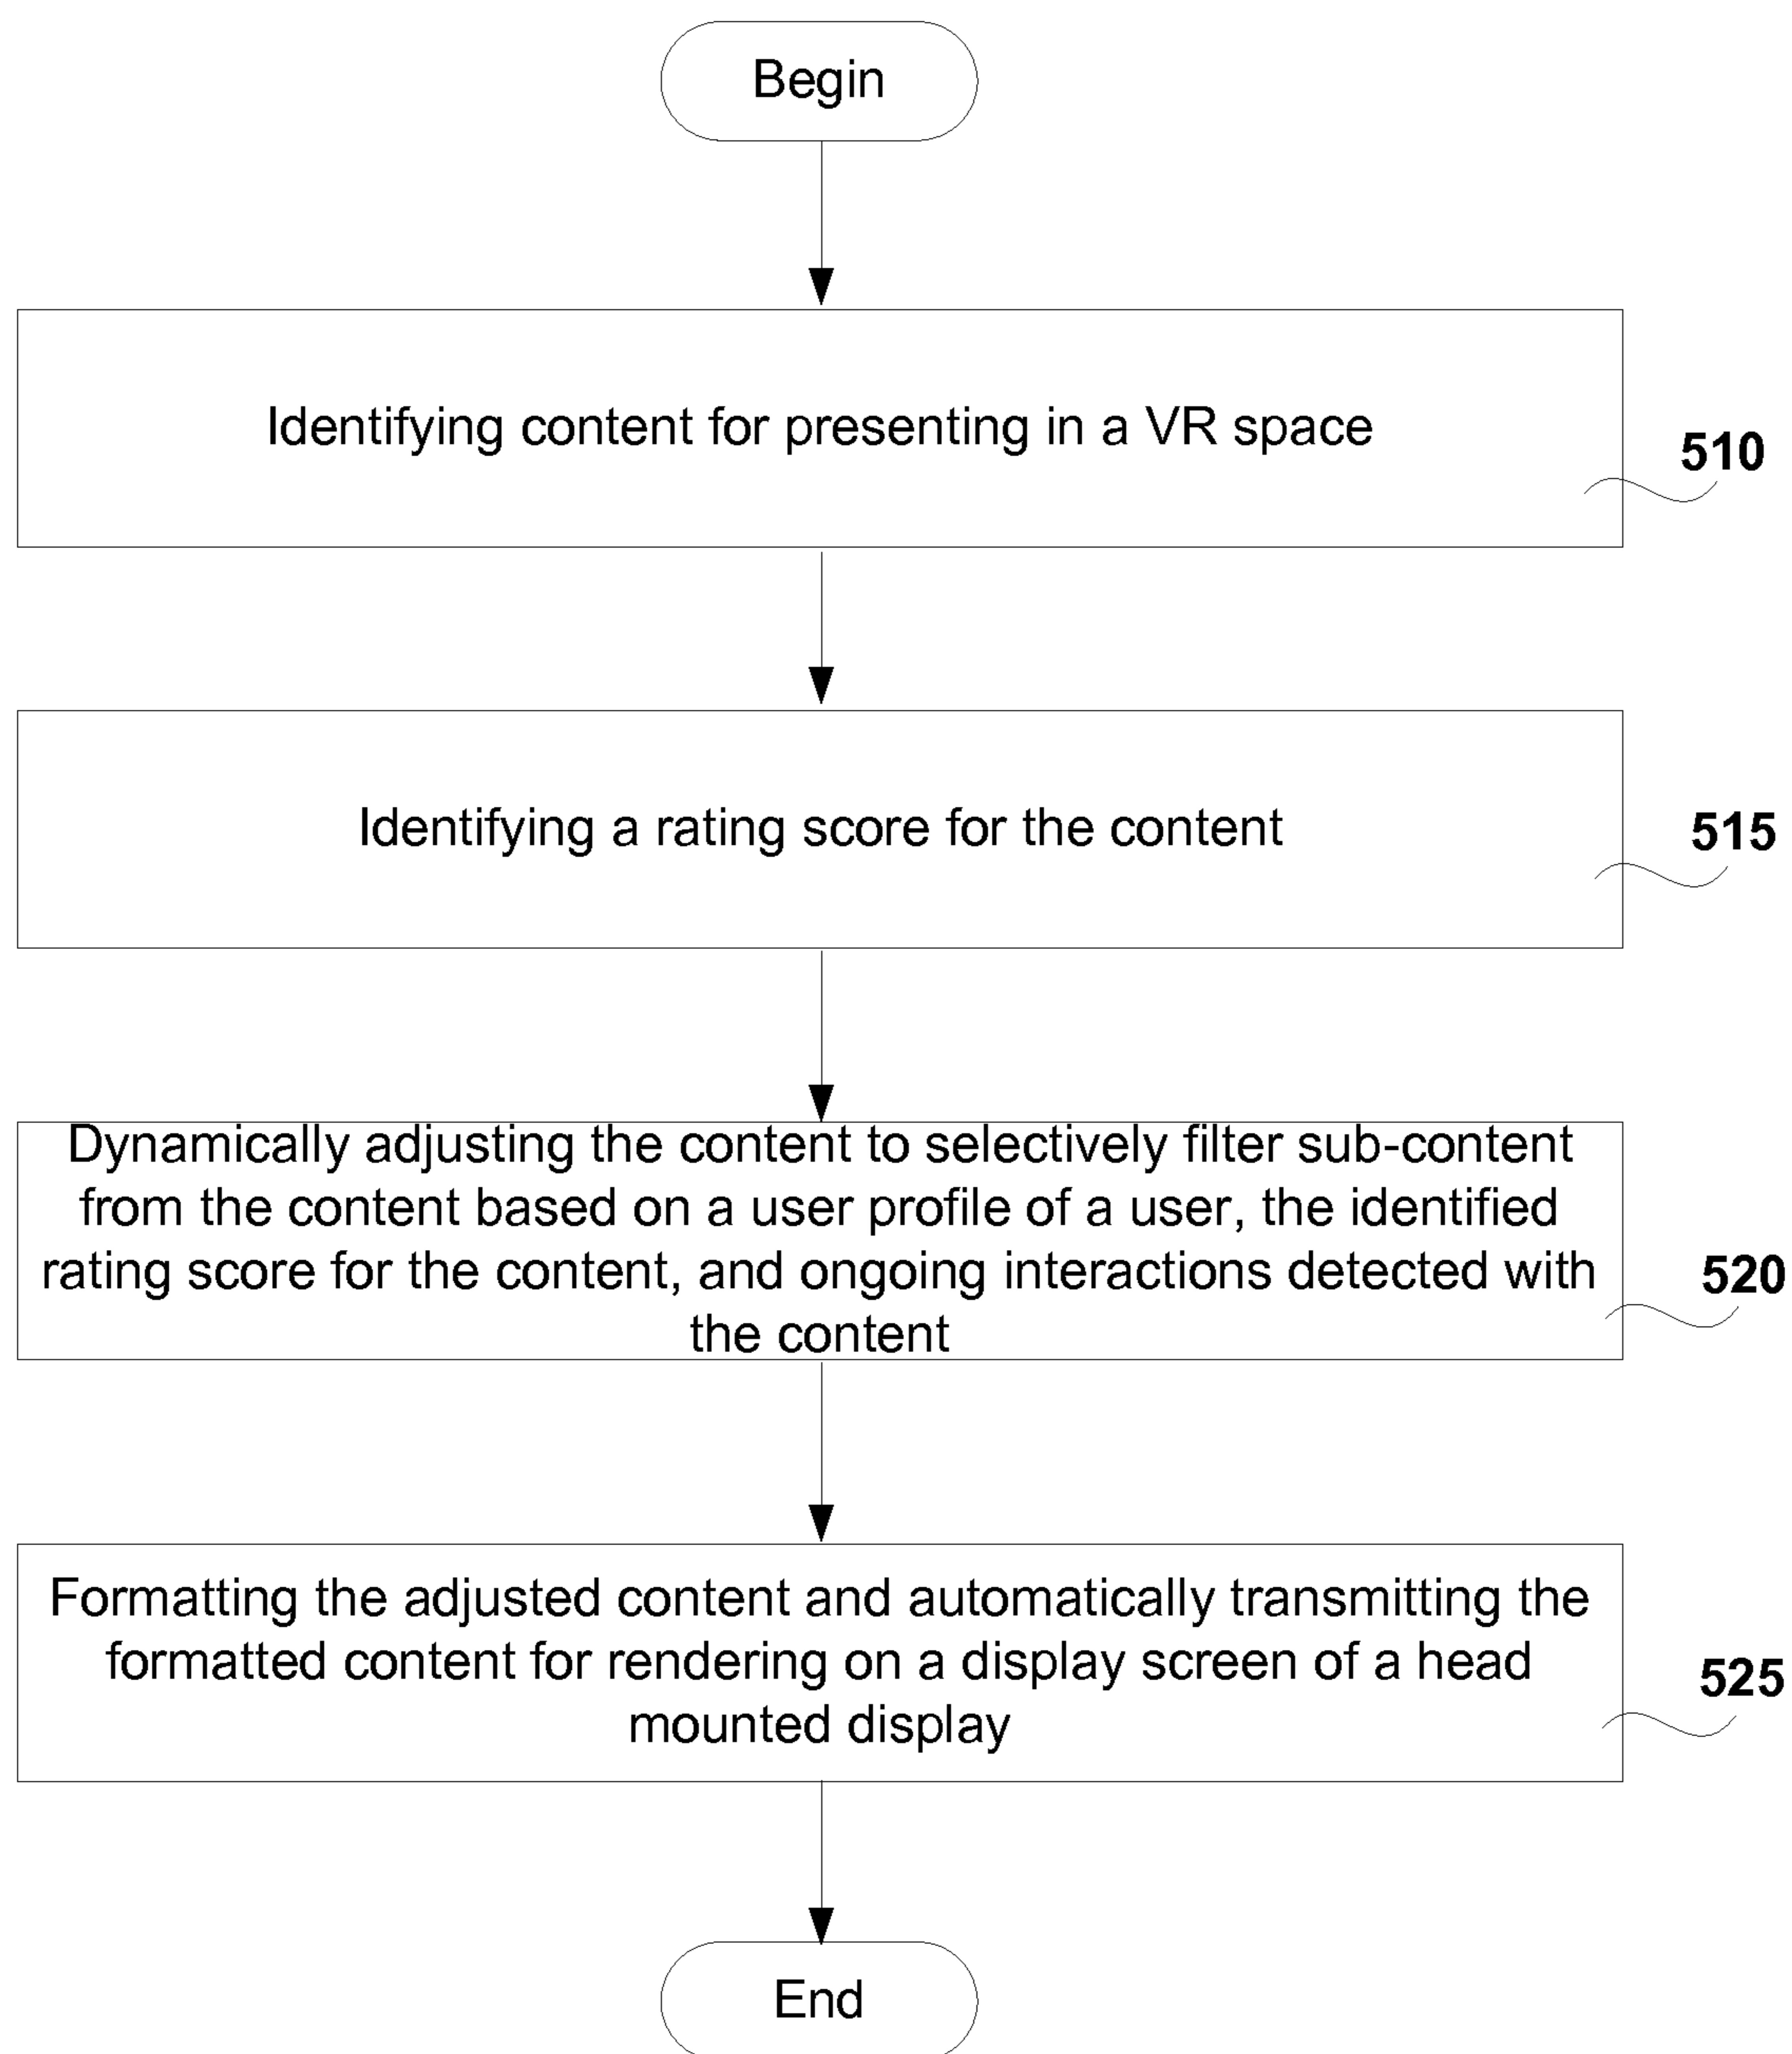 Begin
Identifying content for presenting in a VR space
510
Identifying a rating score for the content
515
Dynamically adjusting the content to selectively filter sub-content
from the content based on a user profile of a user, the identified
rating score for the content, and ongoing interactions detected with
the content
520
Formatting the adjusted content and automatically transmitting the
formatted content for rendering on a display screen of a head
mounted display
525
End